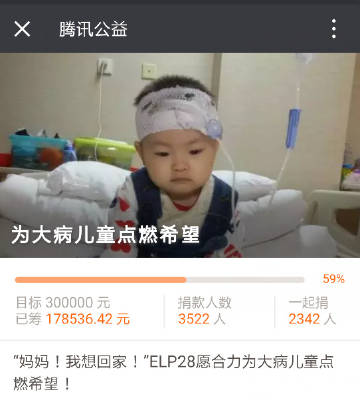 腾讯公益
为大病儿童点燃希望
59%
目标 300000 元
已筹 178536.42 元
捐款人数
3522 人
一起捐
2342 人
“妈妈！我想回家！”ELP28愿合力为大病儿童点
燃希望！